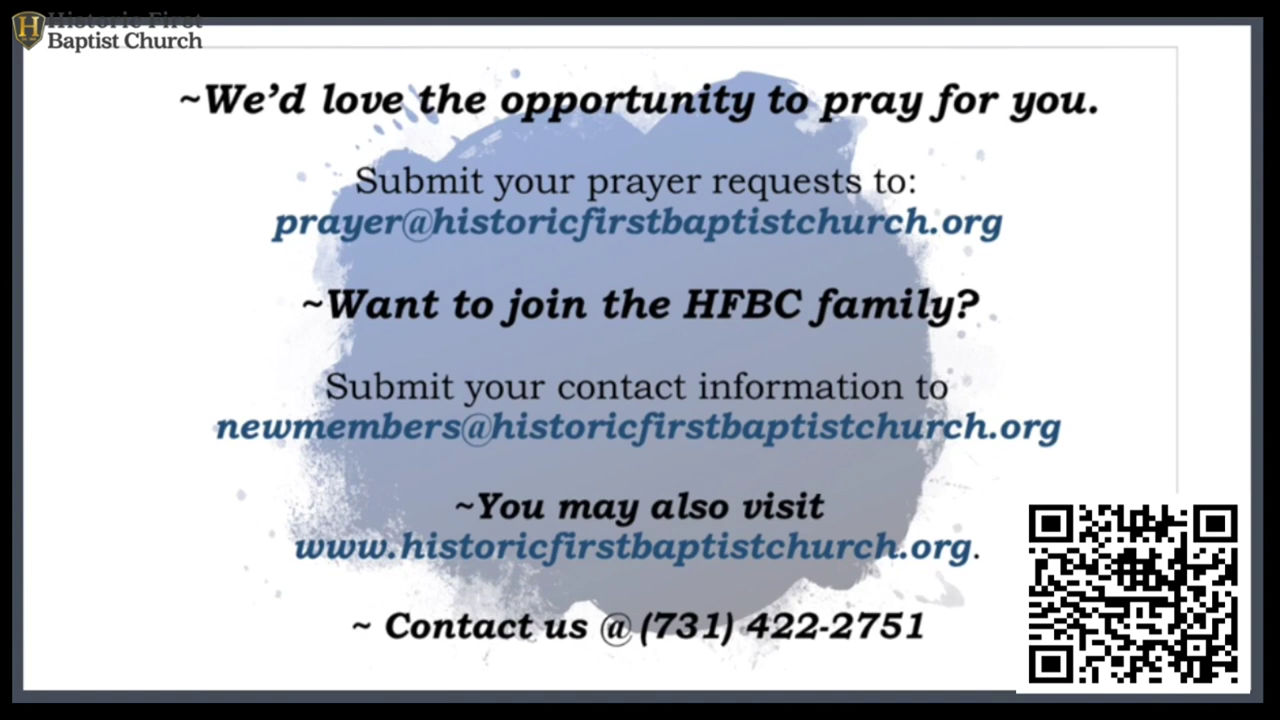 H
Historic First
Baptist Church
~We'd love the opportunity to pray for you.
Submit your prayer requests to:
prayer@historicfirstbaptistchurch.org
~Want to join the HFBC family?
Submit your contact information to
newmembers@historicfirstbaptistchurch.org
~You may also visit
www.historicfirstbaptistchurch.org.
~ Contact us @ (731) 422-2751